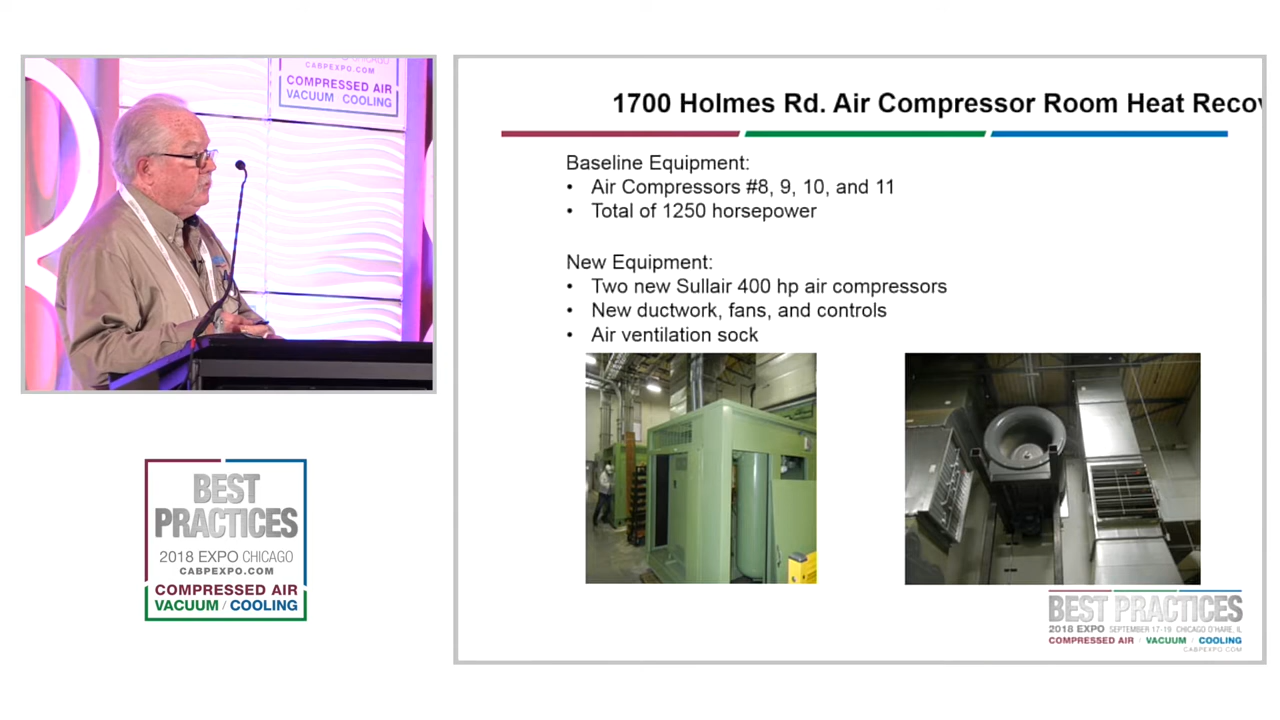 CABPEXPO.COM
COMPRESSED AIR
VACUUM COOLING
1700 Holmes Rd. Air Compressor Room Heat Recov
Baseline Equipment:
• Air Compressors #8, 9, 10, and 11
• Total of 1250 horsepower
New Equipment:
• Two new Sullair 400 hp air compressors
• New ductwork, fans, and controls
• Air ventilation sock
BEST
PRACTICES
2018 EXPO CHICAGO
CABPEXPO.COM
COMPRESSED AIR
VACUUM / COOLING
BEST PRACTICES
2018 EXPO SEPTEMBER 17-19 CHICAGO O'HARE, IL
COMPRESSED AIR / VACUUM / COOLING
CABPEXPO.COM